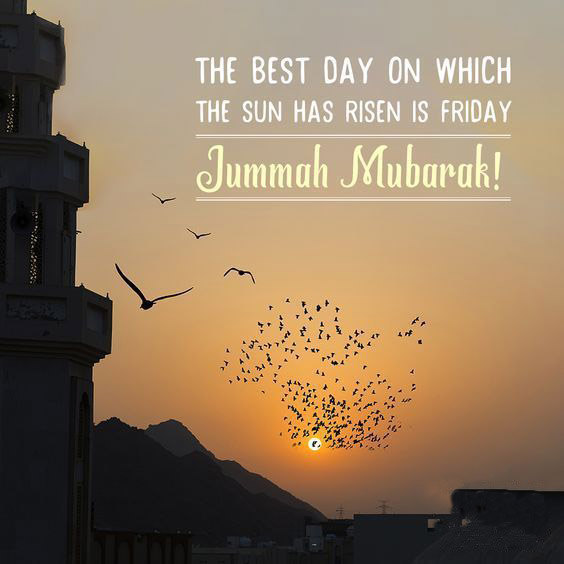 THE BEST DAY ON WHICH
THE SUN HAS RISEN IS FRIDAY
Jummah Mubarak!